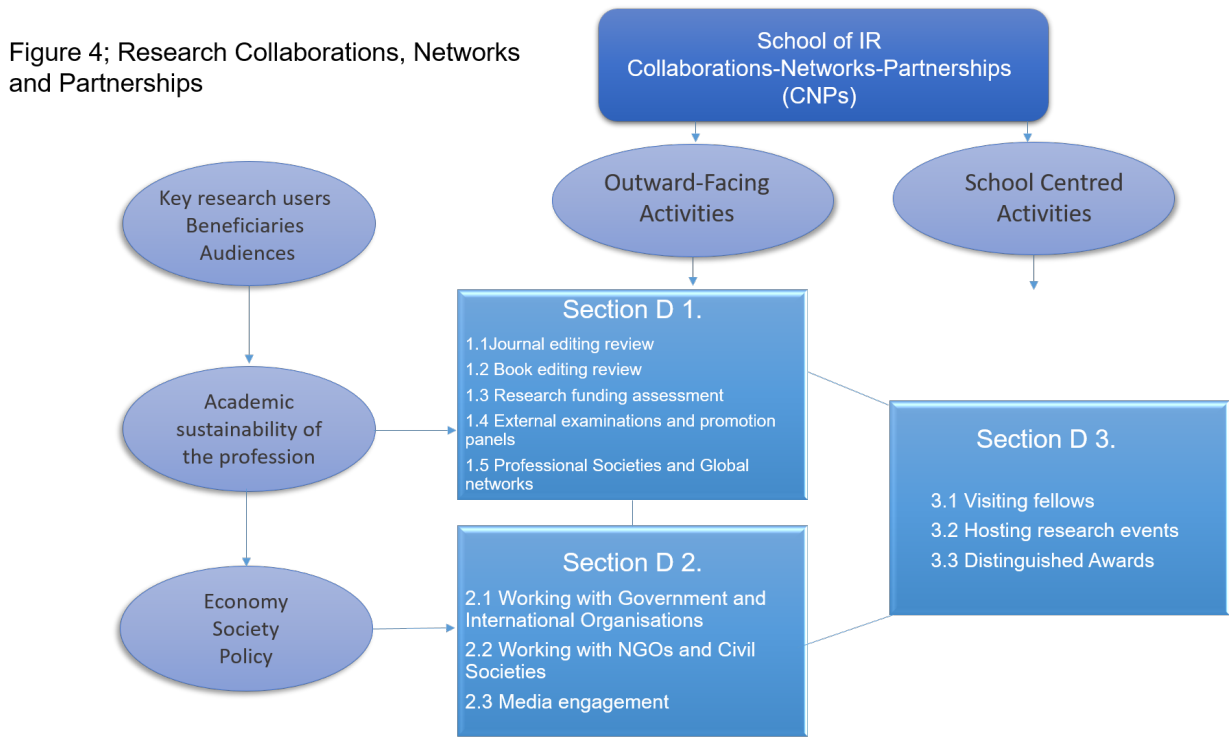 Figure 4; Research Collaborations, Networks
and Partnerships
School of IR
Collaborations-Networks-Partnerships
(CNPs)
Outward-Facing
Activities
School Centred
Activities
Key research users
Beneficiaries
Audiences
Academic
sustainability of
the profession
Economy
Society
Policy
Section D 1.
1.1Journal editing review
1.2 Book editing review
1.3 Research funding assessment
1.4 External examinations and promotion
panels
1.5 Professional Societies and Global
networks
Section D 2.
2.1 Working with Government and
International Organisations
2.2 Working with NGOs and Civil
Societies
2.3 Media engagement
Section D 3.
3.1 Visiting fellows
3.2 Hosting research events
3.3 Distinguished Awards